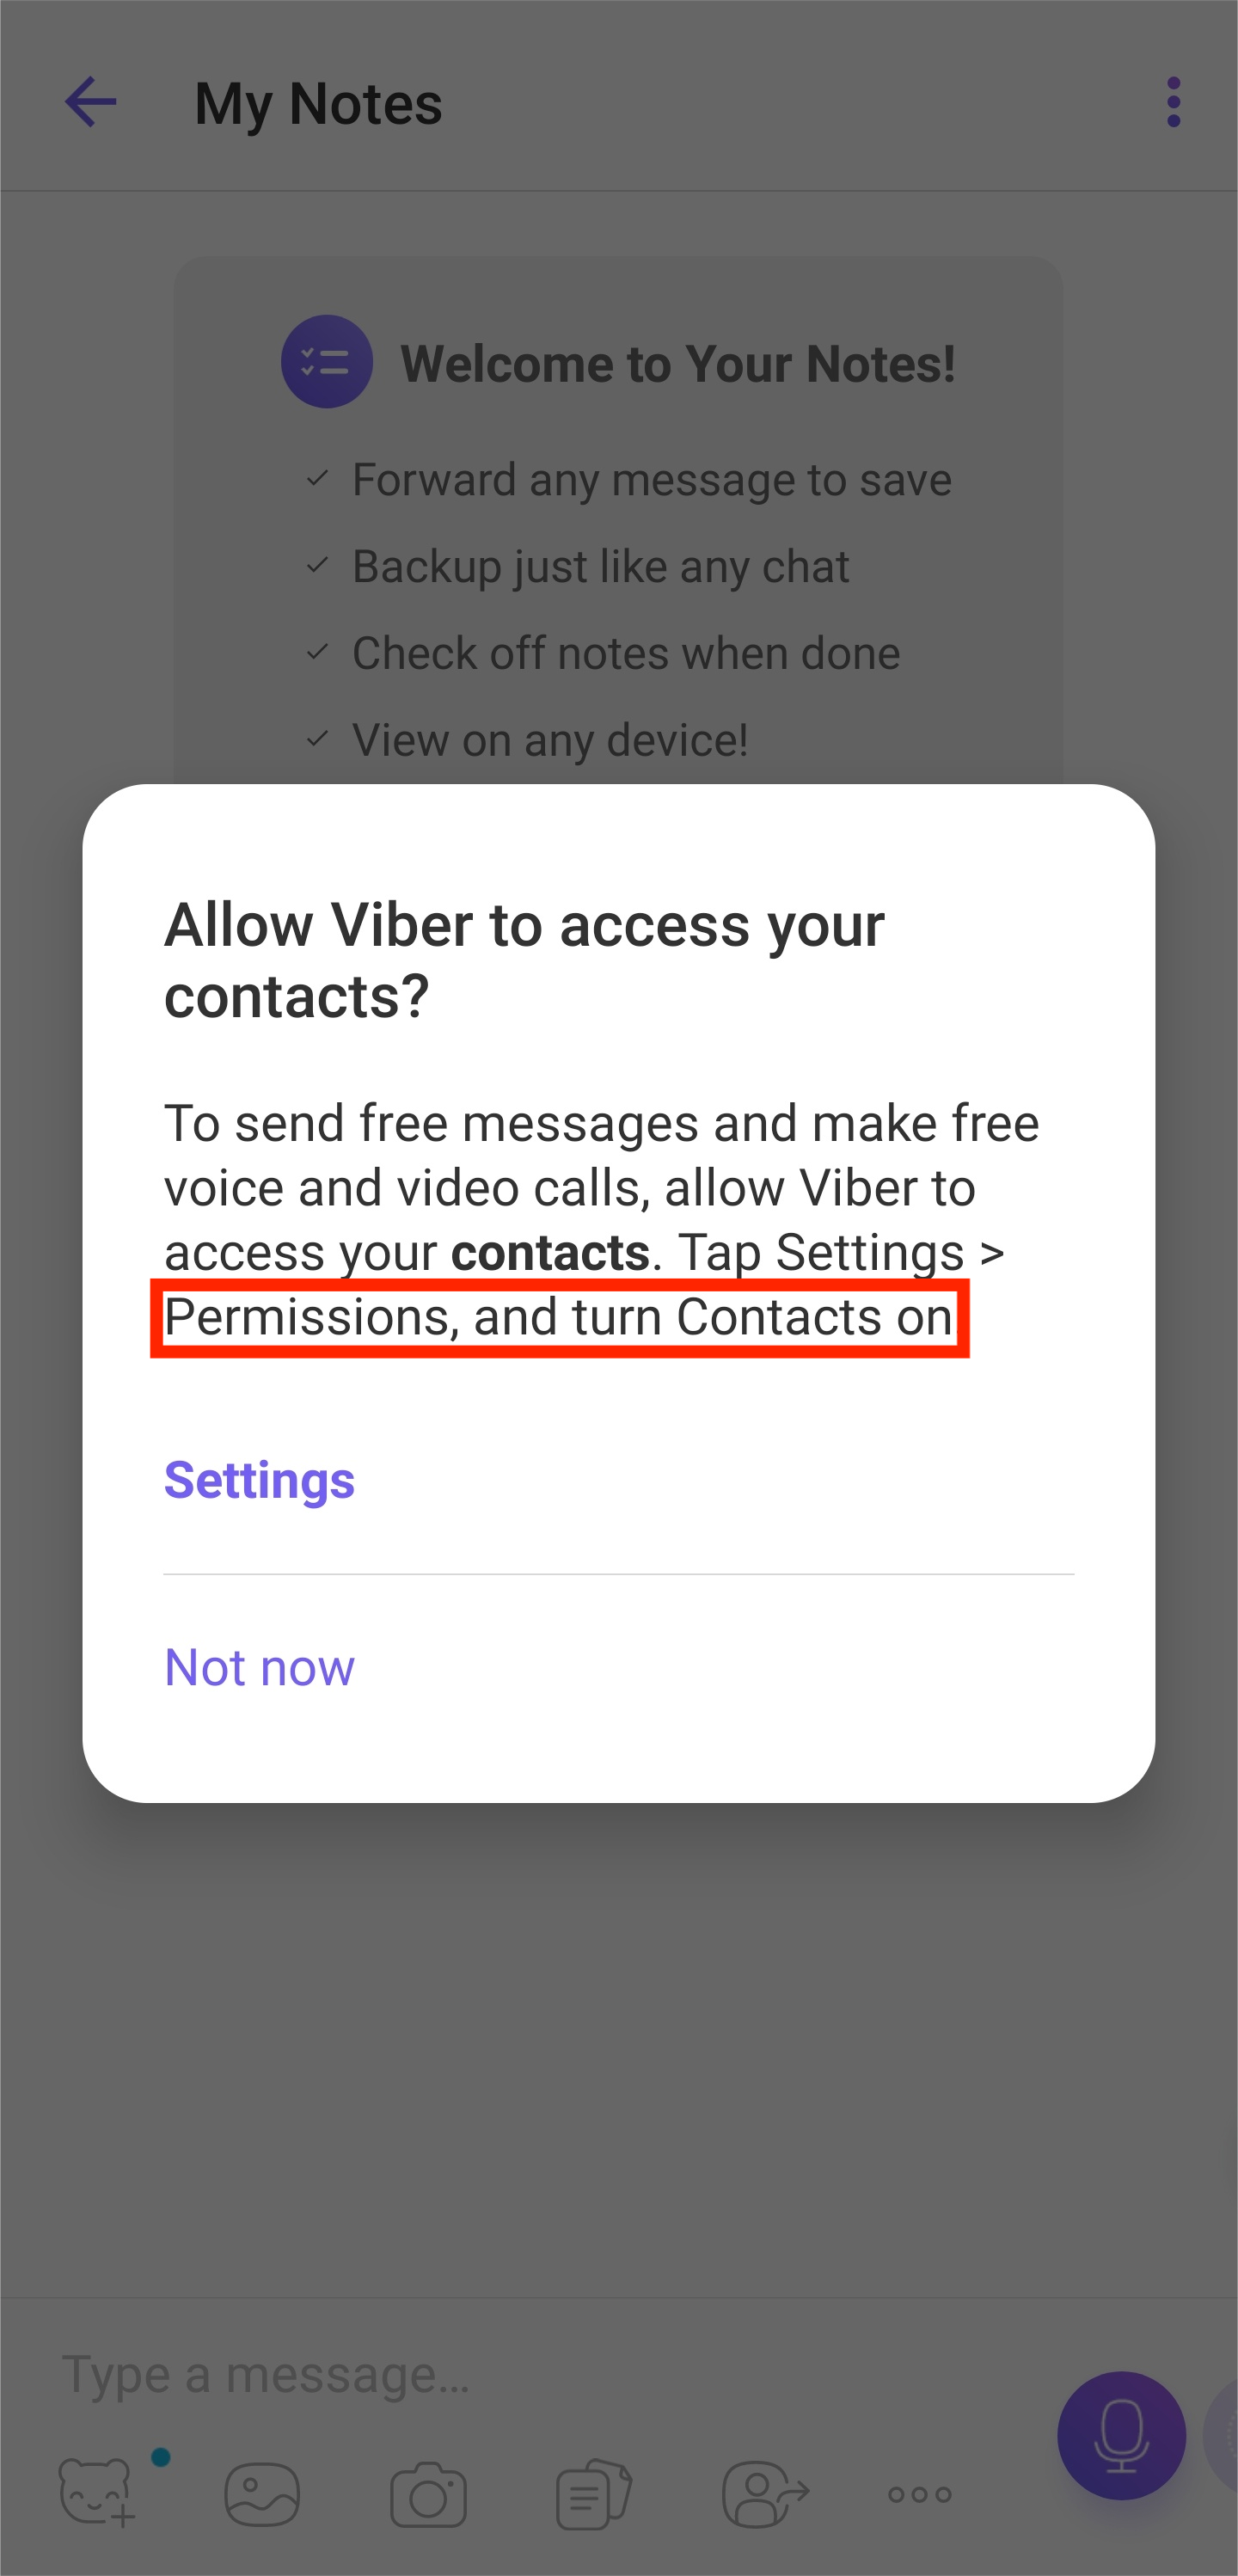 My Notes
Welcome to Your Notes!
Forward any message to save
Backup just like any chat
Check off notes when done
View on any device!
Allow Viber to access your
contacts?
To send free messages and make free
voice and video calls, allow Viber to
access your contacts. Tap Settings >
Permissions, and turn Contacts on
Settings
Not now
Type a message...